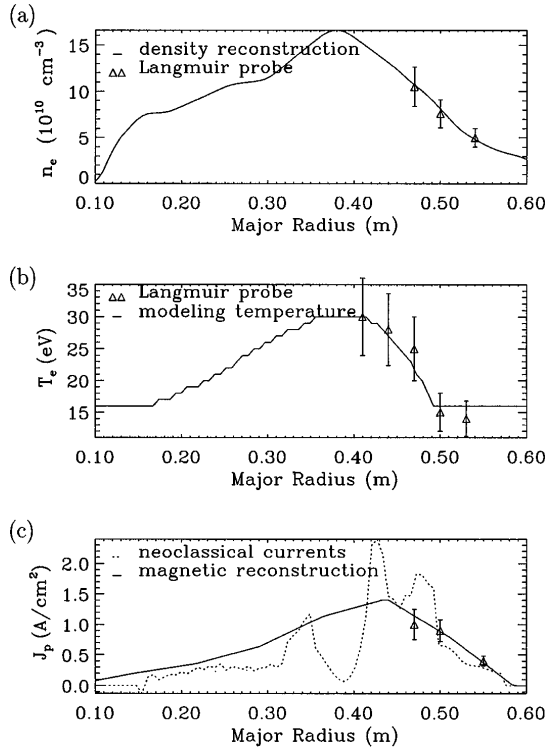 (a)
15
10
5
0
n_e (10^10 cm^-3)
— density reconstruction
△△ Langmuir probe
0.10 0.20 0.30 0.40 0.50 0.60
Major Radius (m)
(b)
35
30
25
20
15
T_e (eV)
△△ Langmuir probe
— modeling temperature
0.10 0.20 0.30 0.40 0.50 0.60
Major Radius (m)
(c)
2.0
1.5
1.0
0.5
0.0
J_p (A/cm^2)
---- neoclassical currents
— magnetic reconstruction
0.10 0.20 0.30 0.40 0.50 0.60
Major Radius (m)